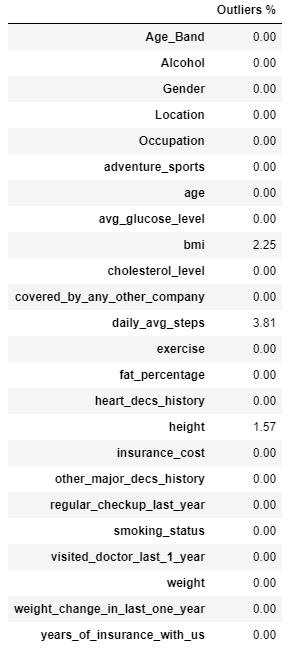 Outliers %
Age_Band 0.00
Alcohol 0.00
Gender 0.00
Location 0.00
Occupation 0.00
adventure_sports 0.00
age 0.00
avg_glucose_level 0.00
bmi 2.25
cholesterol_level 0.00
covered_by_any_other_company 0.00
daily_avg_steps 3.81
exercise 0.00
fat_percentage 0.00
heart_decs_history 0.00
height 1.57
insurance_cost 0.00
other_major_decs_history 0.00
regular_checkup_last_year 0.00
smoking_status 0.00
visited_doctor_last_1_year 0.00
weight 0.00
weight_change_in_last_one_year 0.00
years_of_insurance_with_us 0.00